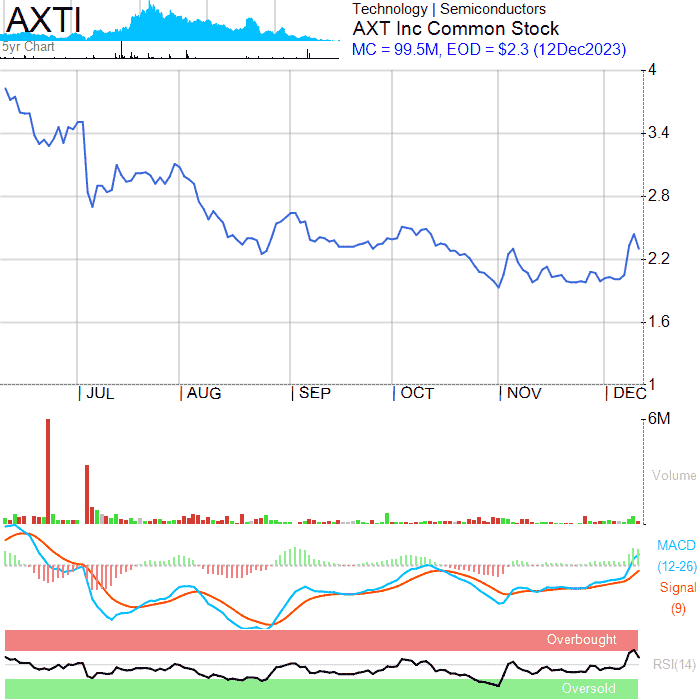 AXTI
5yr Chart
Technology | Semiconductors
AXT Inc Common Stock
MC = 99.5M, EOD = $2.3 (12Dec2023)
4
3.4
2.8
2.2
1.6
1
| JUL | AUG | SEP | OCT | NOV | DEC
6M
Volume
MACD
(12-26)
Signal
(9)
Overbought
RSI(14)
Oversold